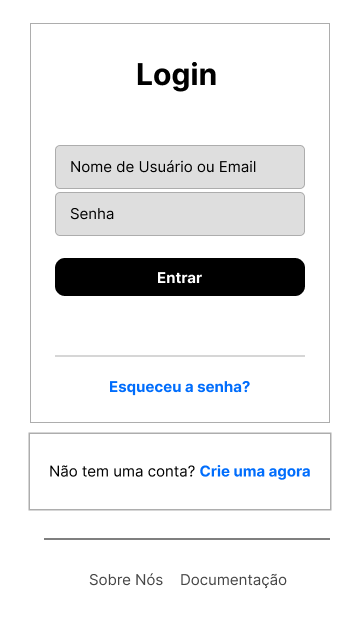 Login
Nome de Usuário ou Email
Senha
Entrar
Esqueceu a senha?
Não tem uma conta? Crie uma agora
Sobre Nós Documentação